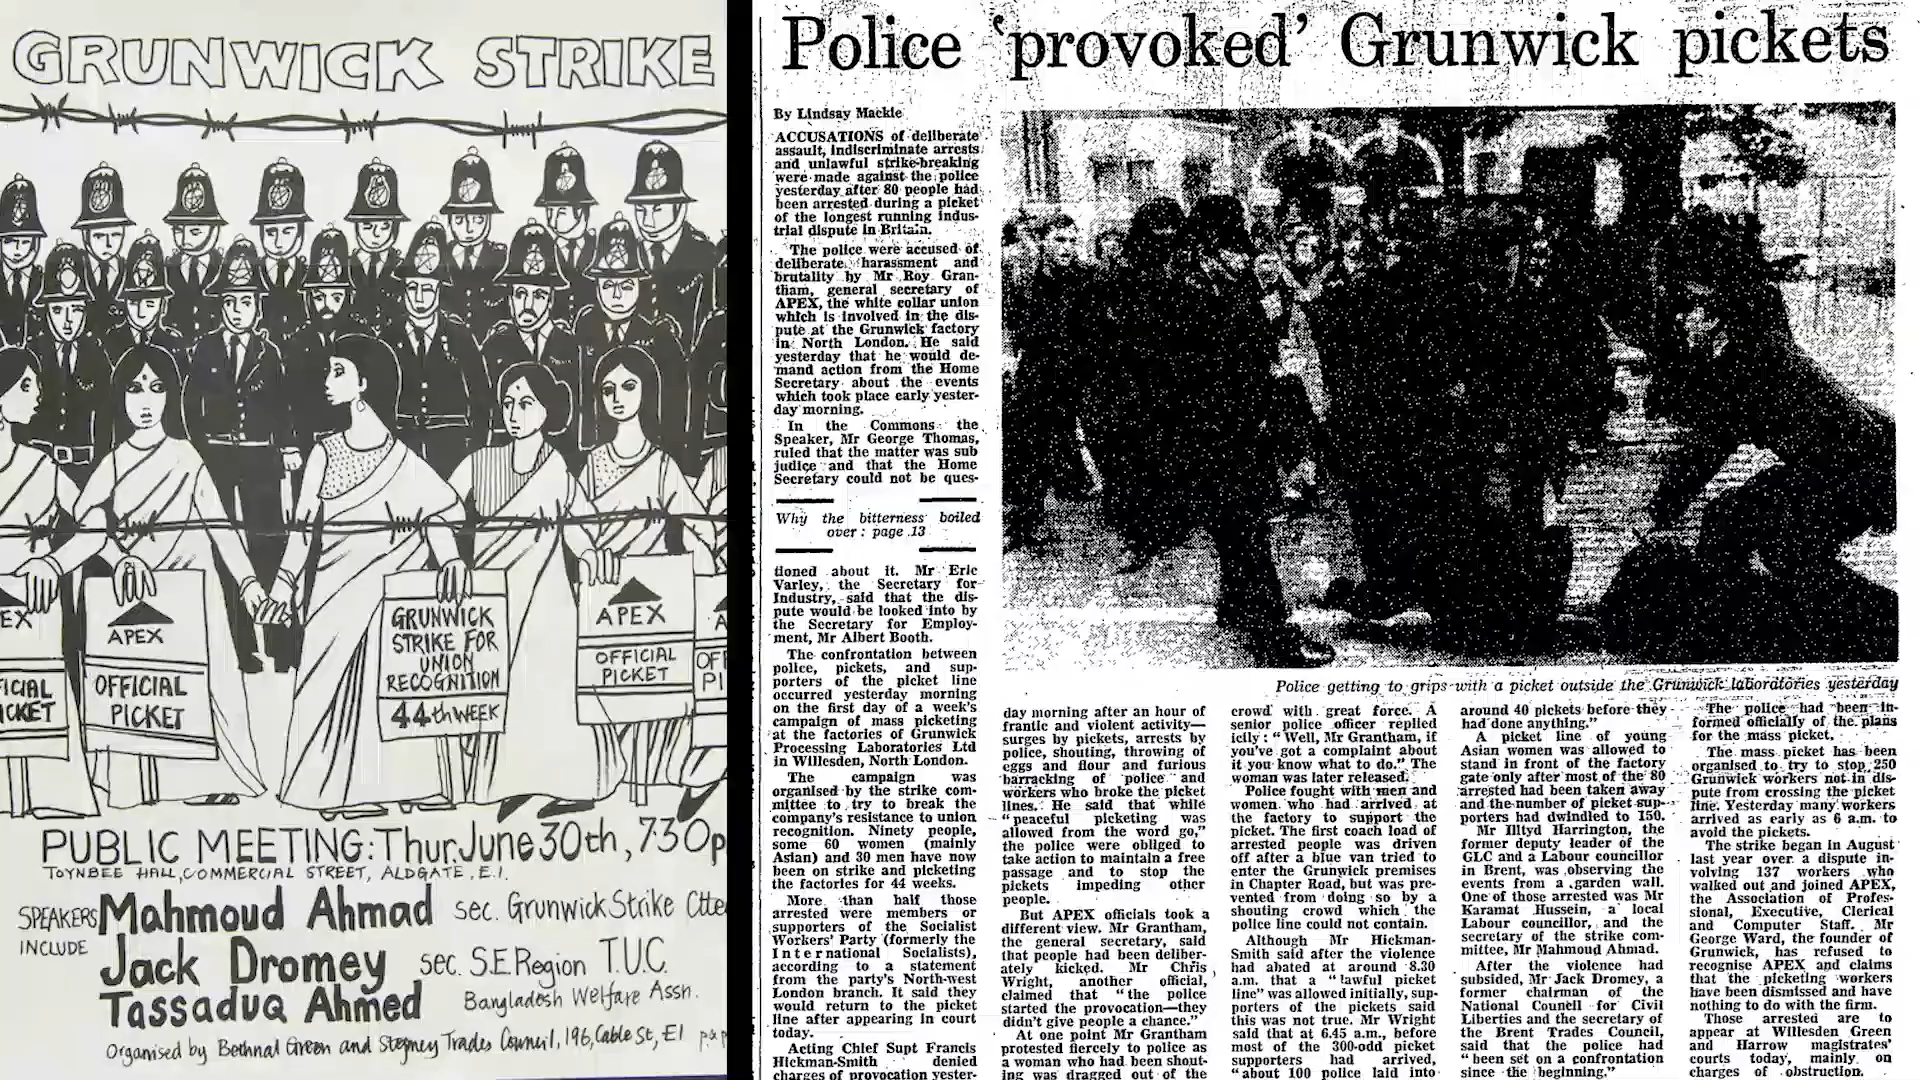 GRUNWICK STRIKE
EX
ICIAL
ICKET
APEX
OFFICIAL
PICKET
GRUNWICK
STRIKE FOR
UNION
RECOGNITION
44th WEEK
APEX
OFFICIAL
PICKET
A
OF
PI
PUBLIC MEETING: Thur. June 30th, 7·30p
TOYNBEE HALL, COMMERCIAL STREET, ALDGATE, E.1.
SPEAKERS Mahmoud Ahmad sec. Grunwick Strike Ctte
INCLUDE
Jack Dromey sec. S.E. Region T.U.C.
Tassaduq Ahmed Bangladesh Welfare Assn.
Organised by Bethnal Green and Stepney Trades Council, 196, Cable St, E1 p&p
Police ‘provoked’ Grunwick pickets
By Lindsay Mackie
ACCUSATIONS of deliberate
assault, indiscriminate arrests
and unlawful strike-breaking
were made against the police
yesterday after 80 people had
been arrested during a picket
of the longest running indus-
trial dispute in Britain.
The police were accused of
deliberate harassment and
brutality by Mr Roy Gran-
tham, general secretary of
APEX, the white collar union
which is involved in the dis-
pute at the Grunwick factory
in North London. He said
yesterday that he would de-
mand action from the Home
Secretary about the events
which took place early yester-
day morning.
In the Commons the
Speaker, Mr George Thomas,
ruled that the matter was sub
judice and that the Home
Secretary could not be ques-
Why the bitterness boiled
over: page 13
tioned about it. Mr Eric
Varley, the Secretary for
Industry, said that the dis-
pute would be looked into by
the Secretary for Employ-
ment, Mr Albert Booth.
The confrontation between
police, pickets, and sup-
porters of the picket line
occurred yesterday morning
on the first day of a week's
campaign of mass picketing
at the factories of Grunwick
Processing Laboratories Ltd
in Willesden, North London.
The campaign was
organised by the strike com-
mittee to try to break the
company's resistance to union
recognition. Ninety people,
some 60 women (mainly
Asian) and 30 men have now
been on strike and picketing
the factories for 44 weeks.
More than half those
arrested were members or
supporters of the Socialist
Workers' Party (formerly the
International Socialists),
according to a statement
from the party's North-west
London branch. It said they
would return to the picket
line after appearing in court
today.
Acting Chief Supt Francis
Hickman-Smith denied
charges of provocation yester-
Police getting to grips with a picket outside the Grunwick laboratories yesterday
day morning after an hour of
frantic and violent activity—
surges by pickets, arrests by
police, shouting, throwing of
eggs and flour and furious
barracking of police and
workers who broke the picket
lines. He said that while
“peaceful picketing was
allowed from the word go,”
the police were obliged to
take action to maintain a free
passage and to stop the
pickets impeding other
people.
But APEX officials took a
different view. Mr Grantham,
the general secretary, said
that people had been deliber-
ately kicked. Mr Chris
Wright, another official,
claimed that “the police
started the provocation—they
didn't give people a chance.”
At one point Mr Grantham
protested fiercely to police as
a woman who had been shout-
ing was dragged out of the
crowd with great force. A
senior police officer replied
icily: “Well, Mr Grantham, if
you've got a complaint about
it you know what to do.” The
woman was later released.
Police fought with men and
women who had arrived at
the factory to support the
picket. The first coach load of
arrested people was driven
off after a blue van tried to
enter the Grunwick premises
in Chapter Road, but was pre-
vented from doing so by a
shouting crowd which the
police line could not contain.
Although Mr Hickman-
Smith said after the violence
had abated at around 8.30
a.m. that a “lawful picket
line” was allowed initially, sup-
porters of the pickets said
this was not true. Mr Wright
said that at 6.45 a.m., before
most of the 300-odd picket
supporters had arrived,
“about 100 police laid into
around 40 pickets before they
had done anything.”
A picket line of young
Asian women was allowed to
stand in front of the factory
gate only after most of the 80
arrested had been taken away
and the number of picket sup-
porters had dwindled to 150.
Mr Illtyd Harrington, the
former deputy leader of the
GLC and a Labour councillor
in Brent, was observing the
events from a garden wall.
One of those arrested was Mr
Karamat Hussein, a local
Labour councillor, and the
secretary of the strike com-
mittee, Mr Mahmoud Ahmad.
After the violence had
subsided, Mr Jack Dromey, a
former chairman of the
National Council for Civil
Liberties and the secretary of
the Brent Trades Council,
said that the police had
“been set on a confrontation
since the beginning.”
The police had been in-
formed officially of the plans
for the mass picket.
The mass picket has been
organised to try to stop 250
Grunwick workers not in dis-
pute from crossing the picket
line. Yesterday many workers
arrived as early as 6 a.m. to
avoid the pickets.
The strike began in August
last year over a dispute in-
volving 137 workers who
walked out and joined APEX,
the Association of Profes-
sional, Executive, Clerical
and Computer Staff. Mr
George Ward, the founder of
Grunwick, has refused to
recognise APEX and claims
that the picketing workers
have been dismissed and have
nothing to do with the firm.
Those arrested are to
appear at Willesden Green
and Harrow magistrates'
courts today, mainly on
charges of obstruction.